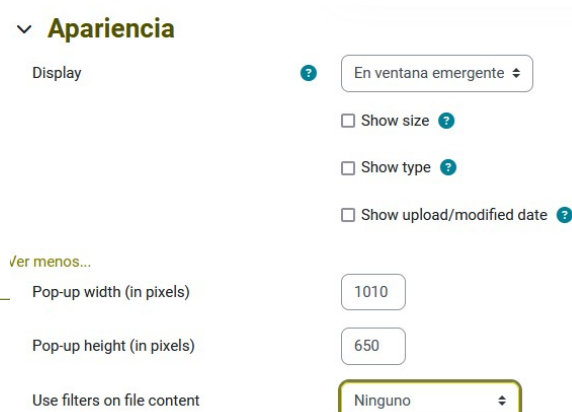 Apariencia
Display ? En ventana emergente
Show size ?
Show type ?
Show upload/modified date ?
Ver menos...
Pop-up width (in pixels) 1010
Pop-up height (in pixels) 650
Use filters on file content Ninguno